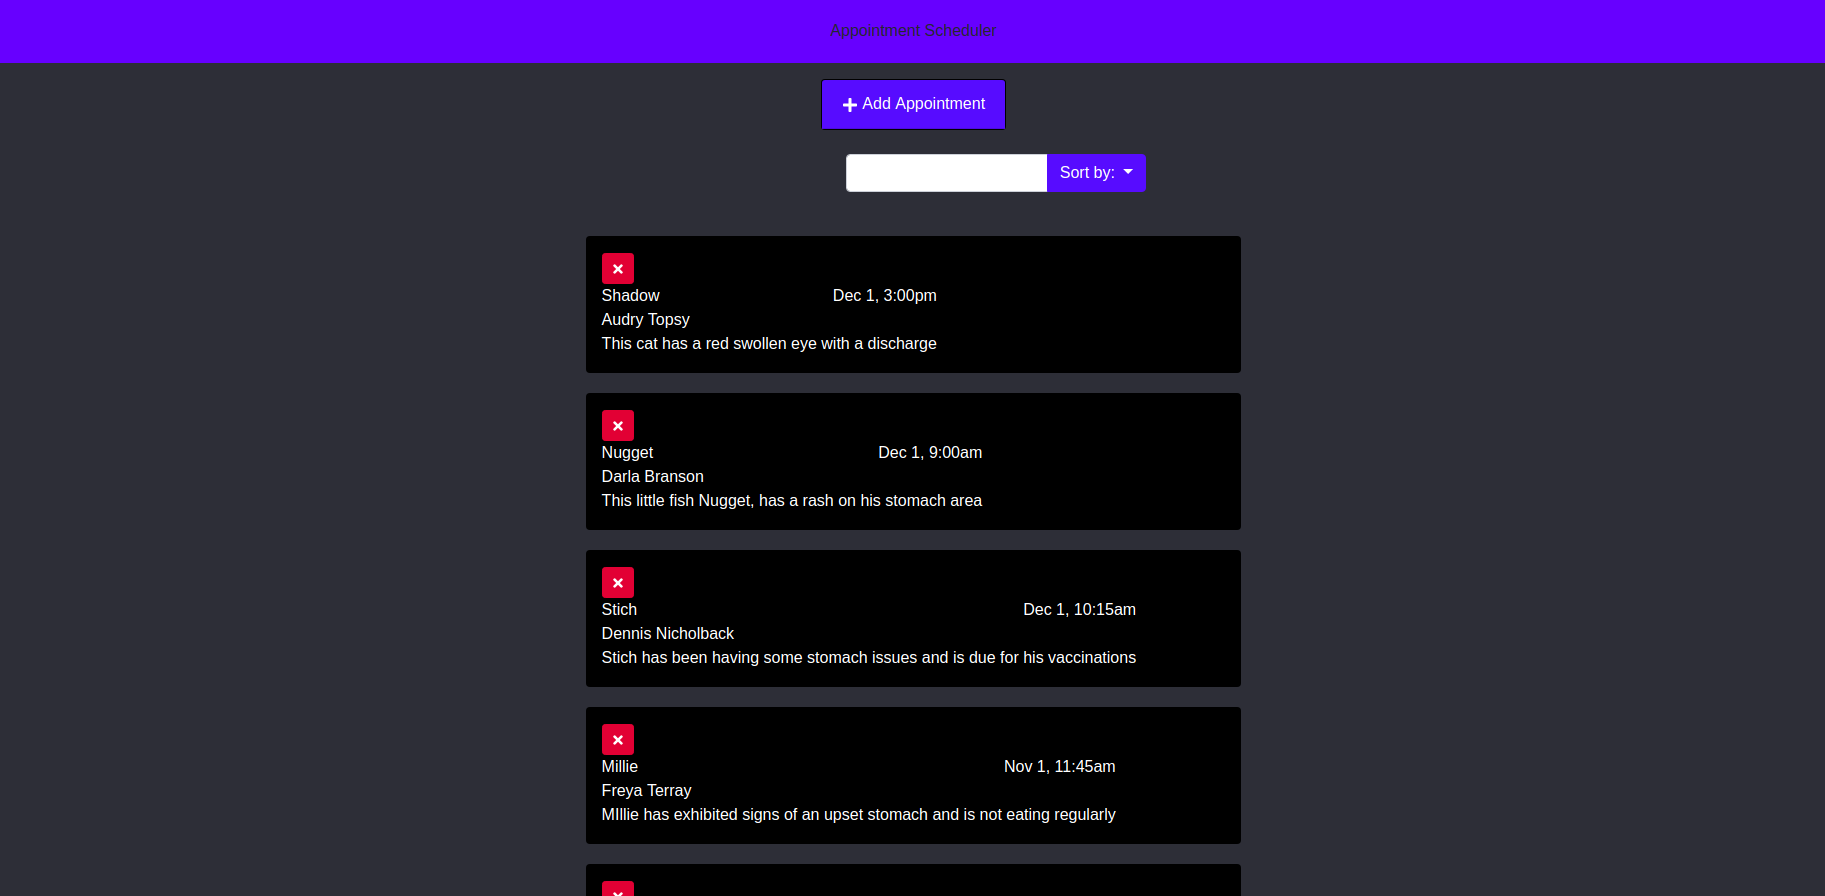 Appointment Scheduler
Add Appointment
Sort by:
Shadow Dec 1, 3:00pm
Audry Topsy
This cat has a red swollen eye with a discharge
Nugget Dec 1, 9:00am
Darla Branson
This little fish Nugget, has a rash on his stomach area
Stich Dec 1, 10:15am
Dennis Nicholback
Stich has been having some stomach issues and is due for his vaccinations
Millie Nov 1, 11:45am
Freya Terray
MIllie has exhibited signs of an upset stomach and is not eating regularly